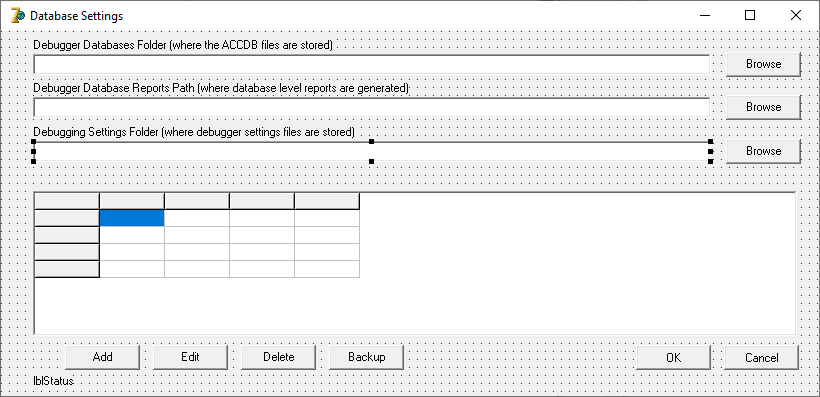 Database Settings
Debugger Databases Folder (where the ACCDB files are stored)
Browse
Debugger Database Reports Path (where database level reports are generated)
Browse
Debugging Settings Folder (where debugger settings files are stored)
Browse
Add Edit Delete Backup OK Cancel
lblStatus